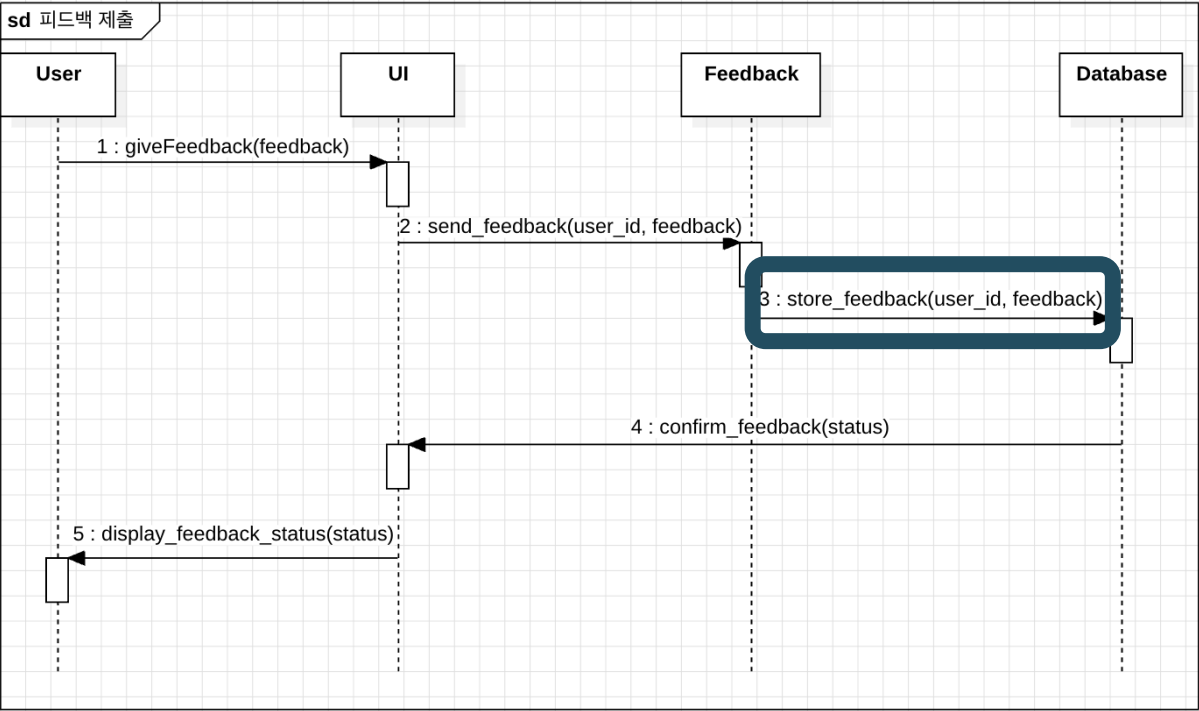 sd 피드백 제출
User
UI
Feedback
Database
1 : giveFeedback(feedback)
2 : send_feedback(user_id, feedback)
3 : store_feedback(user_id, feedback)
4 : confirm_feedback(status)
5 : display_feedback_status(status)